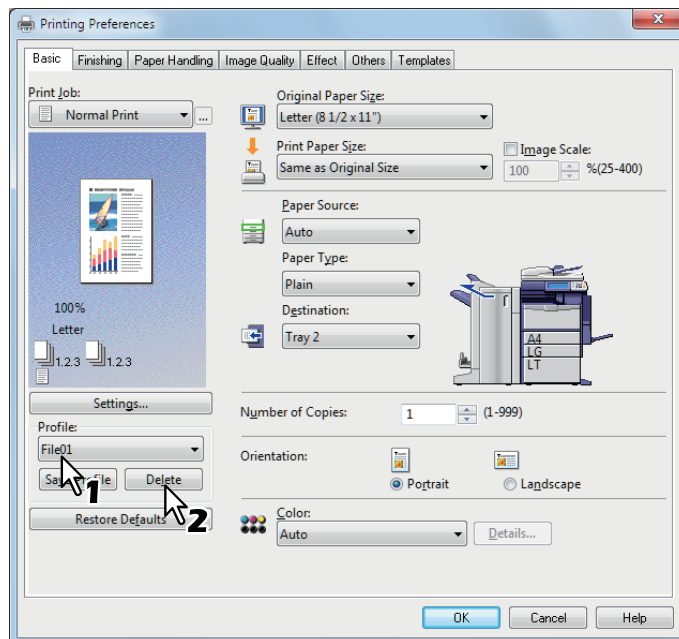 Printing Preferences
Basic Finishing Paper Handling Image Quality Effect Others Templates
Print Job:
Normal Print ...
100%
Letter
1.2.3 1.2.3
Settings...
Profile:
File01
Save Profile Delete
1
2
Restore Defaults
Original Paper Size:
Letter (8 1/2 x 11")
Print Paper Size:
Same as Original Size
Image Scale:
100 %(25-400)
Paper Source:
Auto
Paper Type:
Plain
Destination:
Tray 2
A4
LG
LT
Number of Copies: 1 (1-999)
Orientation:
Portrait Landscape
Color:
Auto Details...
OK Cancel Help